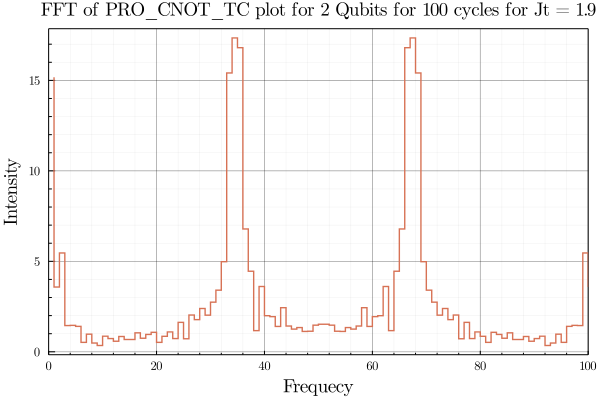 FFT of PRO_CNOT_TC plot for 2 Qubits for 100 cycles for Jt = 1.9
15
10
5
0
Intensity
0 20 40 60 80 100
Frequecy